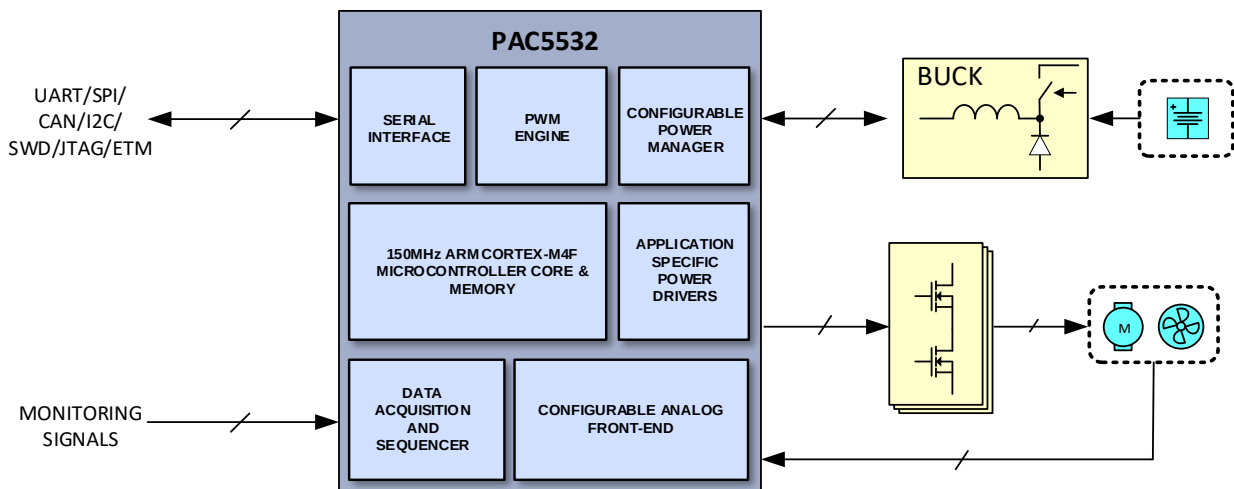 PAC5532
UART/SPI/
CAN/I2C/
SWD/JTAG/ETM
SERIAL
INTERFACE
PWM
ENGINE
CONFIGURABLE
POWER
MANAGER
BUCK
+
150MHz ARM CORTEX-M4F
MICROCONTROLLER CORE &
MEMORY
APPLICATION
SPECIFIC
POWER
DRIVERS
M
MONITORING
SIGNALS
DATA
ACQUISITION
AND
SEQUENCER
CONFIGURABLE ANALOG
FRONT-END